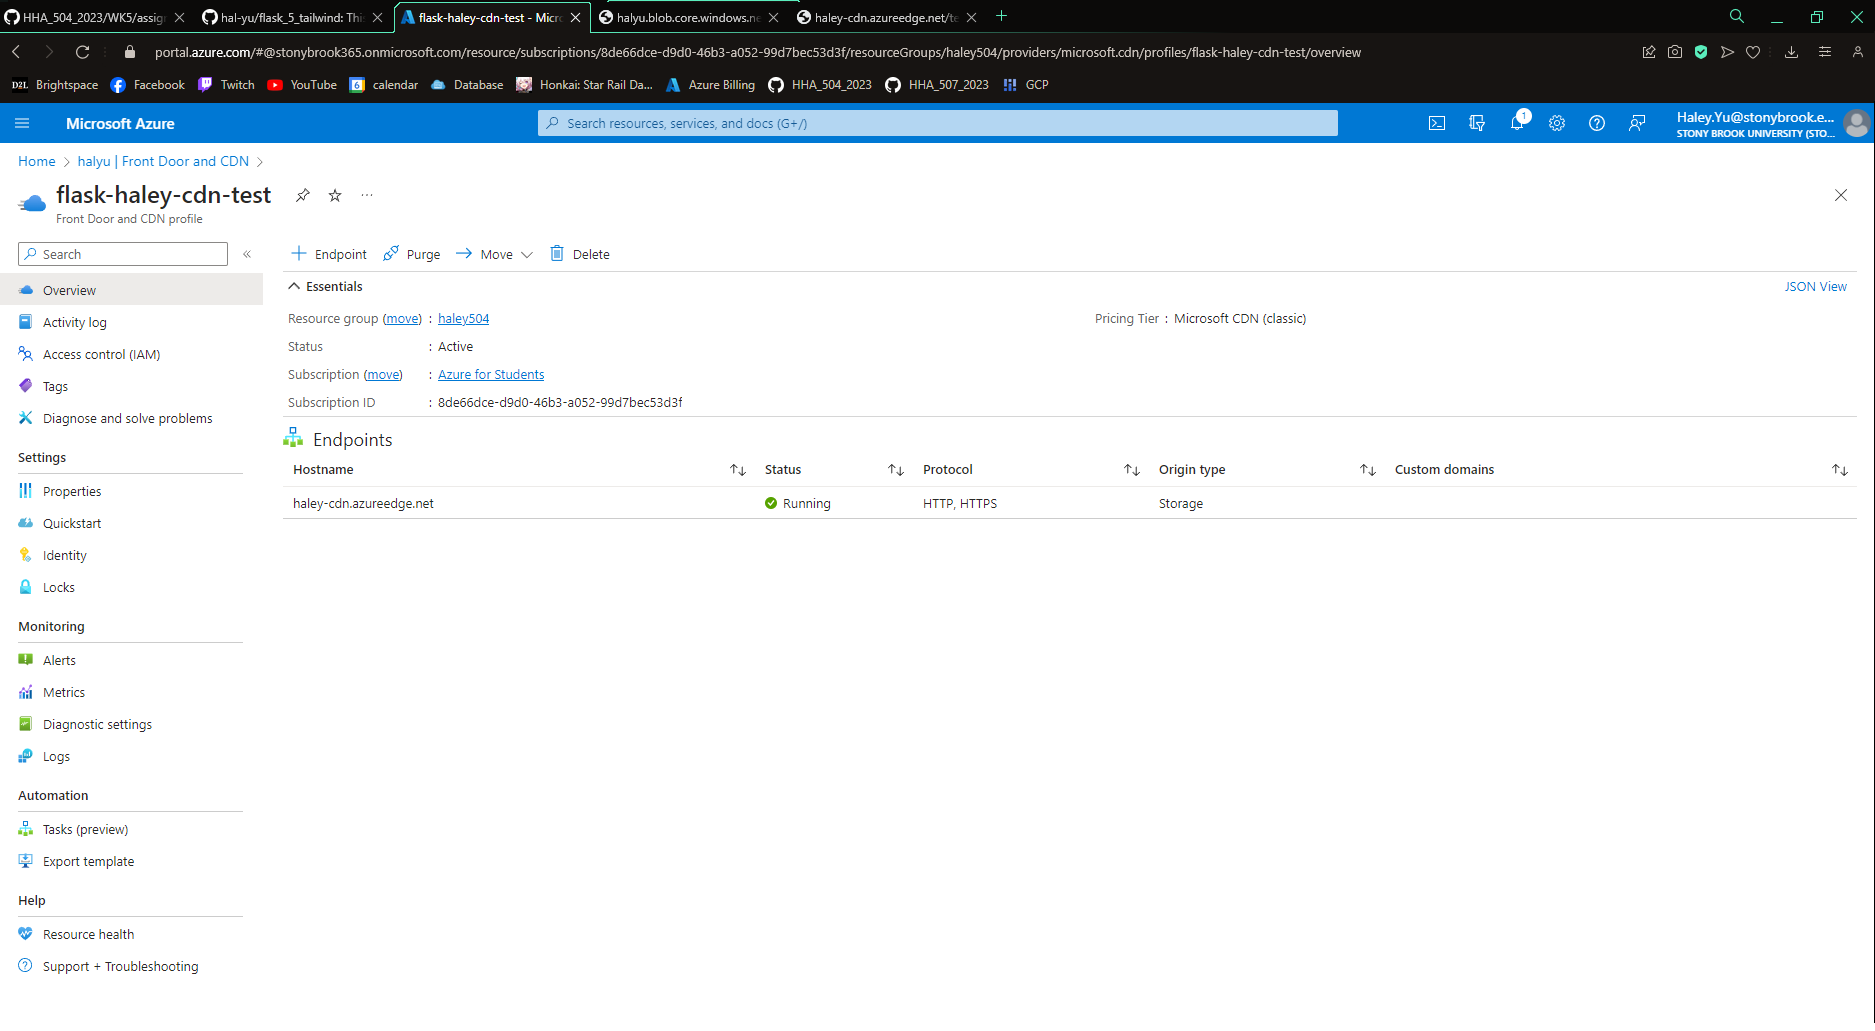 HHA_504_2023/WK5/assig
hal-yu/flask_5_tailwind: Thi
flask-haley-cdn-test - Micr
halyu.blob.core.windows.ne
haley-cdn.azureedge.net/te
portal.azure.com/#@stonybrook365.onmicrosoft.com/resource/subscriptions/8de66dce-d9d0-46b3-a052-99d7bec53d3f/resourceGroups/haley504/providers/microsoft.cdn/profiles/flask-haley-cdn-test/overview
D2L Brightspace Facebook Twitch YouTube 6 calendar Database Honkai: Star Rail Da... Azure Billing HHA_504_2023 HHA_507_2023 GCP
Microsoft Azure
Search resources, services, and docs (G+/)
1
Haley.Yu@stonybrook.e...
STONY BROOK UNIVERSITY (STO...
Home > halyu | Front Door and CDN >
flask-haley-cdn-test ...
Front Door and CDN profile
Search «
Overview
Activity log
Access control (IAM)
Tags
Diagnose and solve problems
Settings
Properties
Quickstart
Identity
Locks
Monitoring
Alerts
Metrics
Diagnostic settings
Logs
Automation
Tasks (preview)
Export template
Help
Resource health
Support + Troubleshooting
Endpoint Purge Move Delete
Essentials
JSON View
Resource group (move) : haley504
Pricing Tier : Microsoft CDN (classic)
Status : Active
Subscription (move) : Azure for Students
Subscription ID : 8de66dce-d9d0-46b3-a052-99d7bec53d3f
Endpoints
Hostname Status Protocol Origin type Custom domains
haley-cdn.azureedge.net Running HTTP, HTTPS Storage